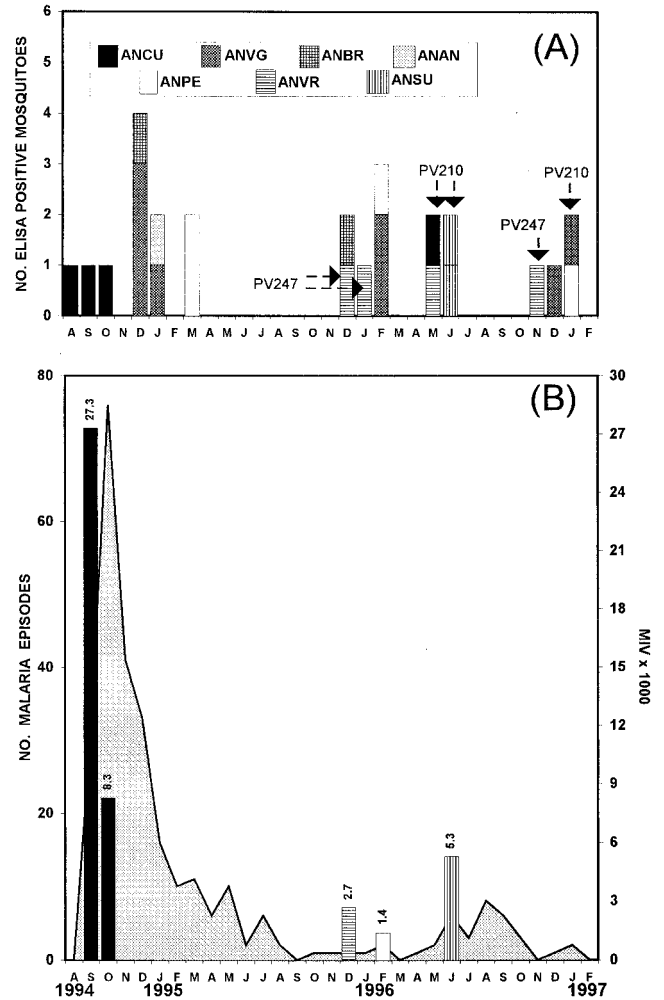 (A)
NO. ELISA POSITIVE MOSQUITOES
6
5
4
3
2
1
0
ANCU ANVG ANBR ANAN
ANPE ANVR ANSU
PV210
PV210
PV247
PV247
A S O N D J F M A M J J A S O N D J F M A M J J A S O N D J F
(B)
NO. MALARIA EPISODES
80
60
40
20
0
30
27
24
21
18
15
12
9
6
3
0
MIV x 1000
27.3
8.3
2.7
1.4
5.3
A S O N D J F M A M J J A S O N D J F M A M J J A S O N D J F
1994 1995 1996 1997